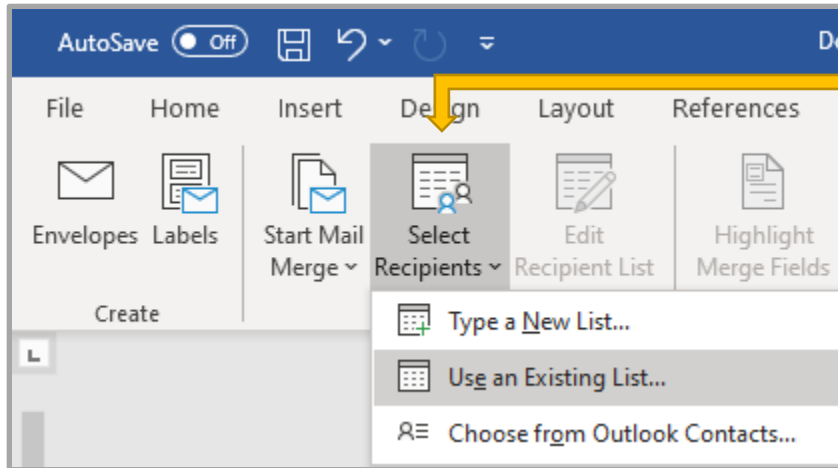 AutoSave Off Do
File Home Insert Design Layout References
Envelopes Labels Start Mail Select Edit Highlight
Merge Recipients Recipient List Merge Fields
Create
Type a New List...
Use an Existing List...
Choose from Outlook Contacts...